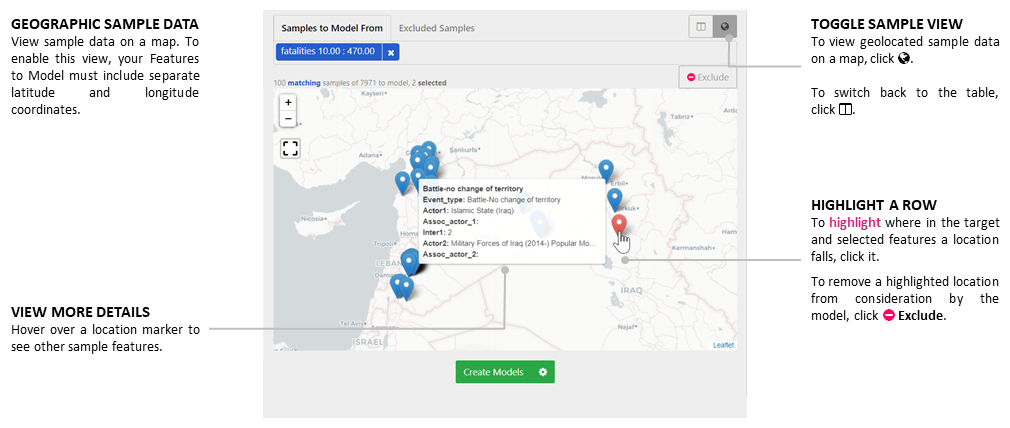 GEOGRAPHIC SAMPLE DATA
View sample data on a map. To
enable this view, your Features
to Model must include separate
latitude and longitude
coordinates.
VIEW MORE DETAILS
Hover over a location marker to
see other sample features.
Samples to Model From
Excluded Samples
fatalities 10.00 : 470.00 ×
100 matching samples of 7971 to model, 2 selected
Exclude
+
−
Kayseri•
Adana•
Sanlıurfa•
Tabriz•
Erbil•
Kermanshah•
Tripoli
IRAQ
Najaf•
Tel Aviv
ISRAEL
Battle-no change of territory
Event_type: Battle-No change of territory
Actor1: Islamic State (Iraq)
Assoc_actor_1:
Inter1: 2
Actor2: Military Forces of Iraq (2014-) Popular Mo...
Assoc_actor_2:
Leaflet
Create Models
TOGGLE SAMPLE VIEW
To view geolocated sample data
on a map, click .
To switch back to the table,
click .
HIGHLIGHT A ROW
To highlight where in the target
and selected features a location
falls, click it.
To remove a highlighted location
from consideration by the
model, click Exclude.